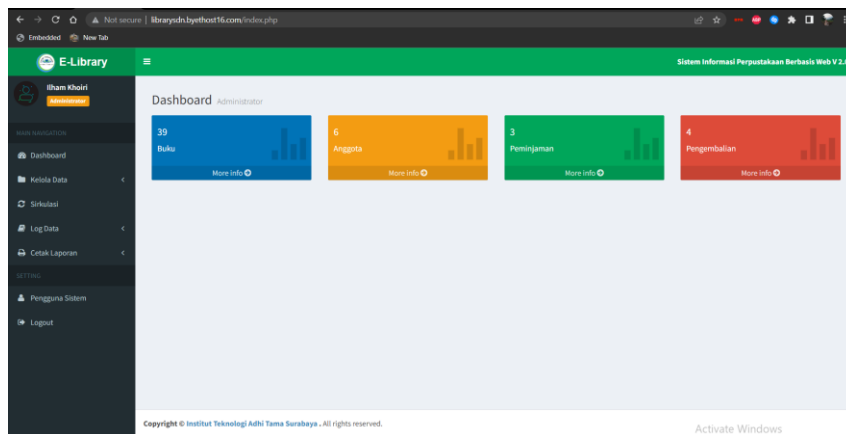 Not secure | librarysdn.byethost16.com/index.php
Embedded New Tab
E-Library
Sistem Informasi Perpustakaan Berbasis Web V 2.
Ilham Khoiri
Administrator
Dashboard Administrator
39
Buku
More info
6
Anggota
More info
3
Peminjaman
More info
4
Pengembalian
More info
MAIN NAVIGATION
Dashboard
Kelola Data
Sirkulasi
Log Data
Cetak Laporan
SETTING
Pengguna Sistem
Logout
Copyright © Institut Teknologi Adhi Tama Surabaya . All rights reserved.
Activate Windows